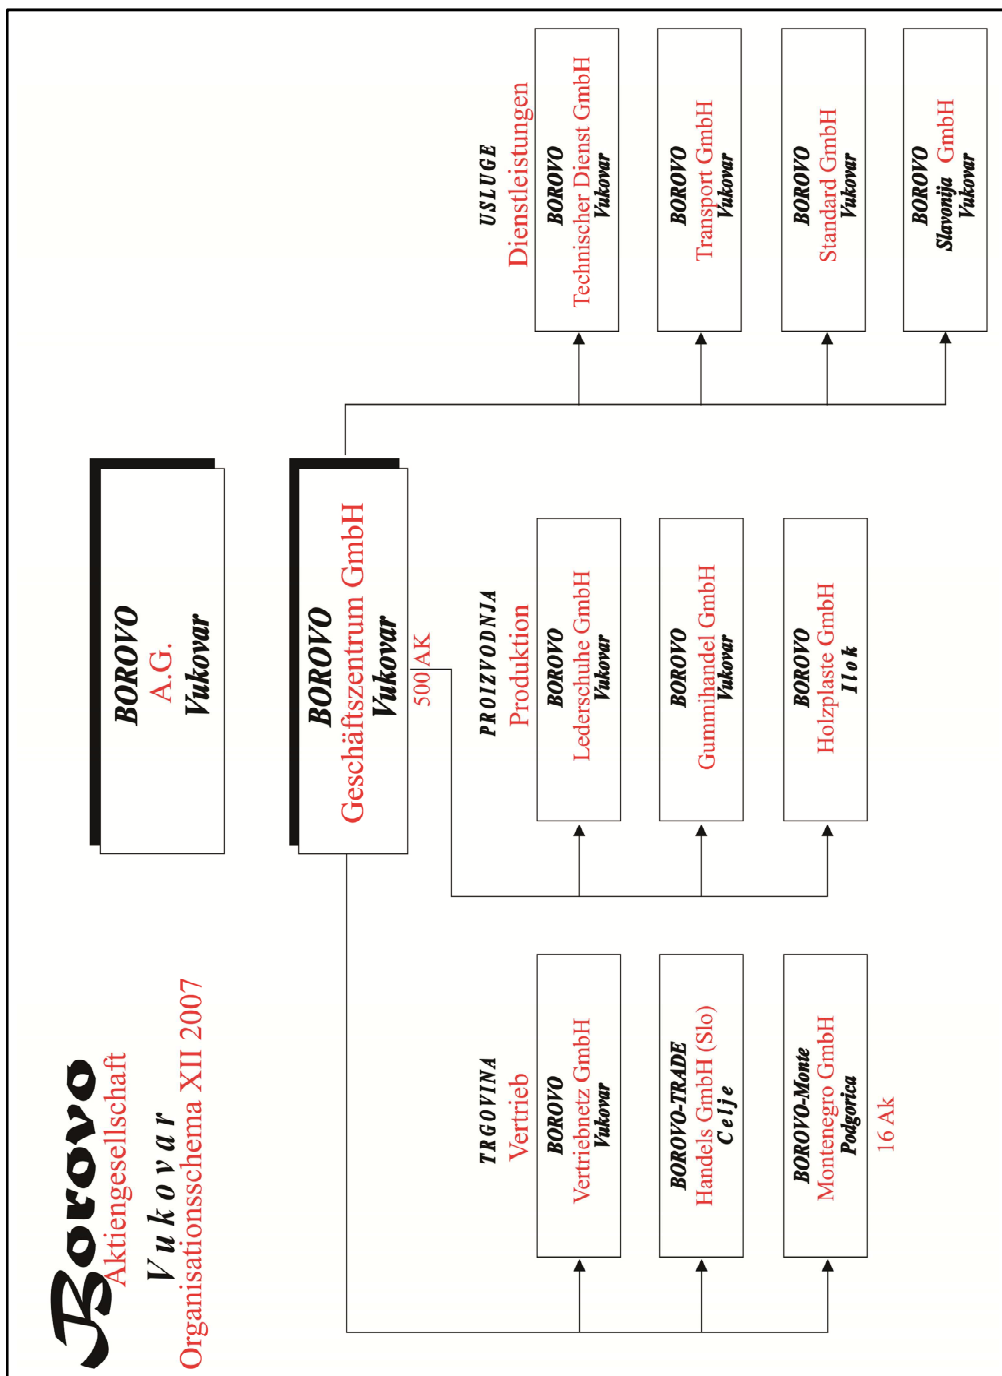 Borovo
Aktiengesellschaft
Vukovar
Organisationsschema XII 2007
BOROVO
A.G.
Vukovar
BOROVO
Geschäftszentrum GmbH
Vukovar
500 AK
TRGOVINA
Vertrieb
BOROVO
Vertriebnetz GmbH
Vukovar
BOROVO-TRADE
Handels GmbH (Slo)
Celje
BOROVO-Monte
Montenegro GmbH
Podgorica
16 Ak
PROIZVODNJA
Produktion
BOROVO
Lederschuhe GmbH
Vukovar
BOROVO
Gummihandel GmbH
Vukovar
BOROVO
Holzplaste GmbH
Ilok
USLUGE
Dienstleistungen
BOROVO
Technischer Dienst GmbH
Vukovar
BOROVO
Transport GmbH
Vukovar
BOROVO
Standard GmbH
Vukovar
BOROVO
Slavonija GmbH
Vukovar